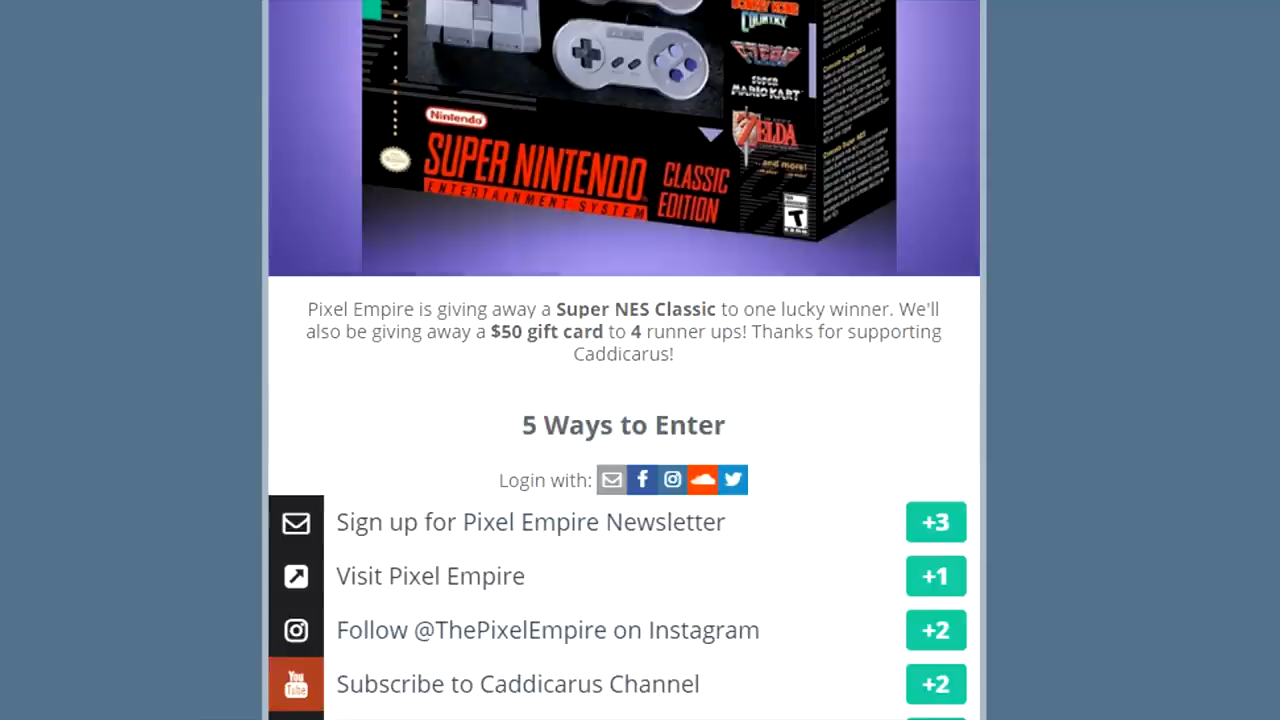 COUNTRY
SUPER
MARIO KART
ZELDA
and more!
Nintendo
SUPER NINTENDO
ENTERTAINMENT SYSTEM
CLASSIC
EDITION
T
Pixel Empire is giving away a Super NES Classic to one lucky winner. We'll
also be giving away a $50 gift card to 4 runner ups! Thanks for supporting
Caddicarus!
5 Ways to Enter
Login with:
Sign up for Pixel Empire Newsletter +3
Visit Pixel Empire +1
Follow @ThePixelEmpire on Instagram +2
You
Tube
Subscribe to Caddicarus Channel +2